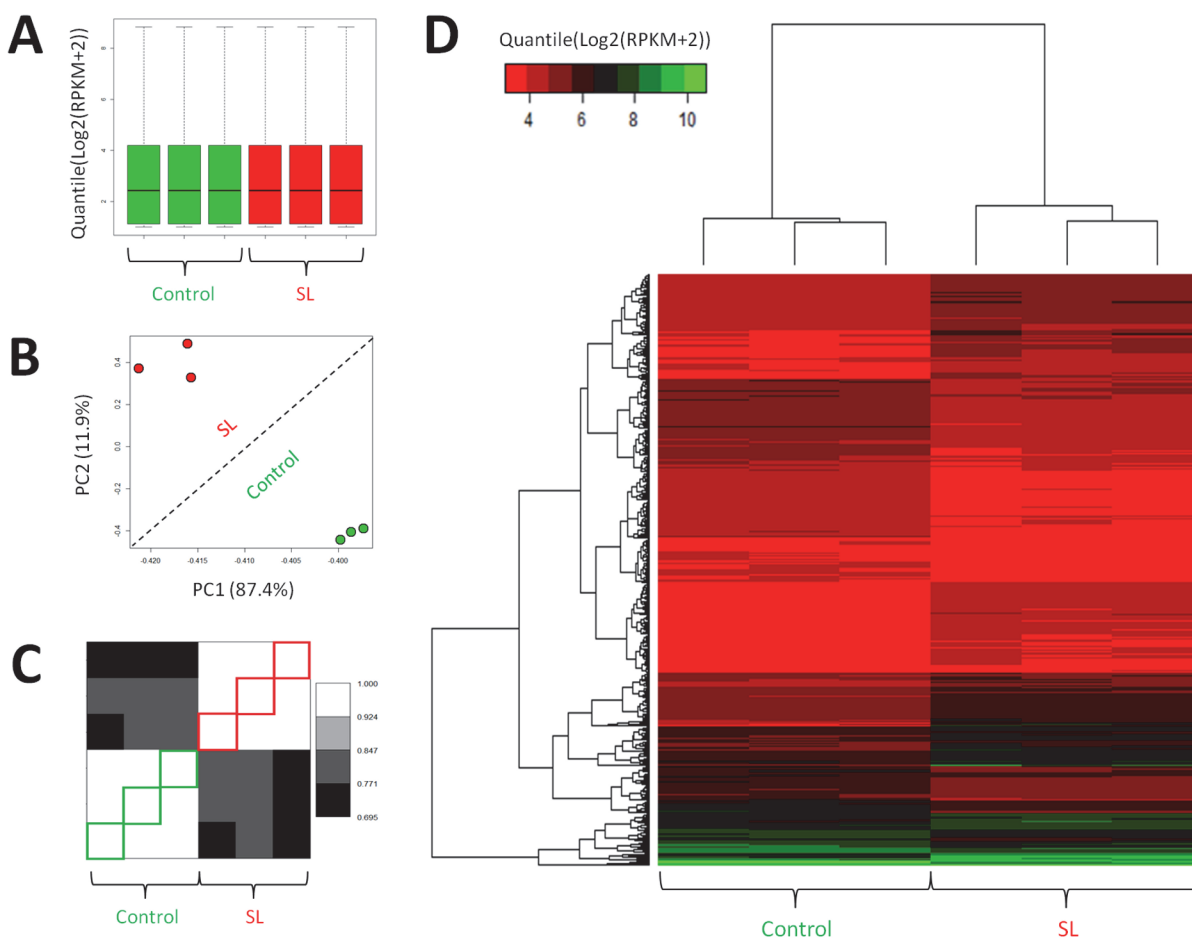 A
Quantile(Log2(RPKM+2))
8
6
4
2
Control
SL
B
PC2 (11.9%)
0.4
0.2
0.0
-0.2
-0.4
SL
Control
-0.420
-0.415
-0.410
-0.405
-0.400
PC1 (87.4%)
C
1.000
0.924
0.847
0.771
0.695
Control
SL
D
Quantile(Log2(RPKM+2))
4 6 8 10
Control
SL